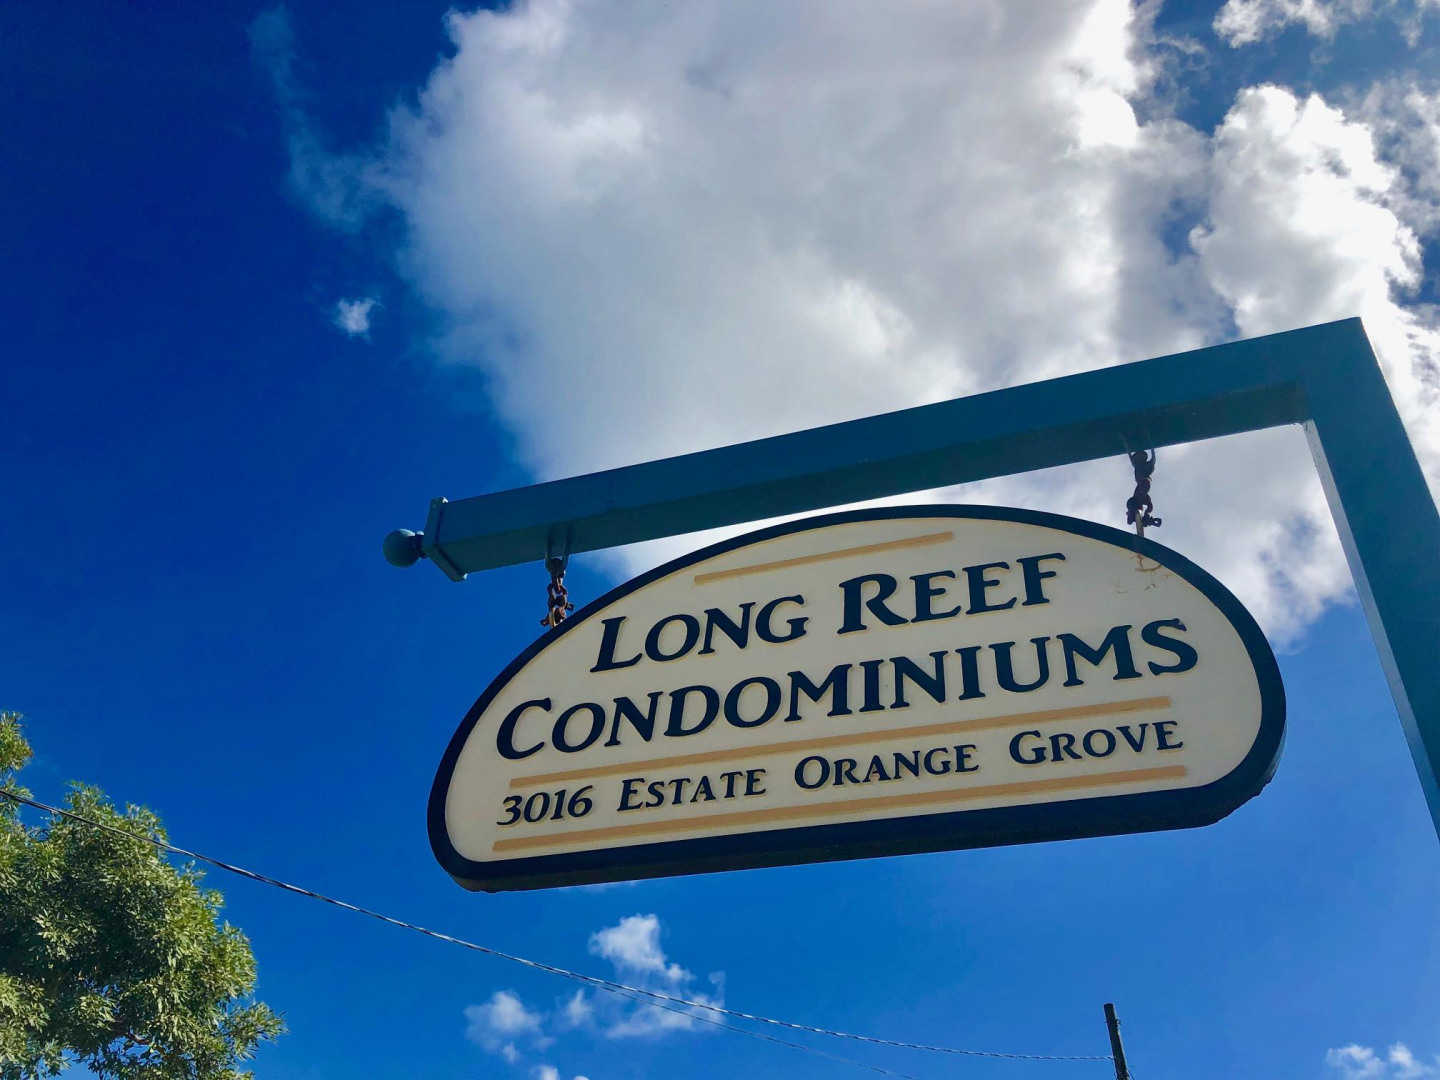 LONG REEF
CONDOMINIUMS
3016 ESTATE ORANGE GROVE